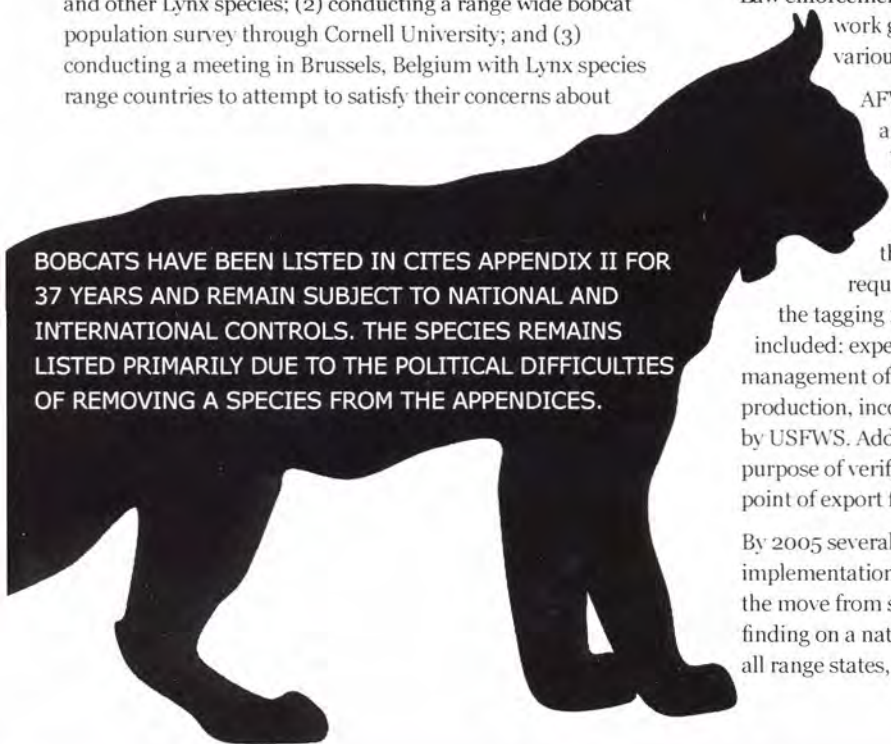 and other Lynx species; (2) conducting a range wide bobcat
population survey through Cornell University; and (3)
conducting a meeting in Brussels, Belgium with Lynx species
range countries to attempt to satisfy their concerns about
BOBCATS HAVE BEEN LISTED IN CITES APPENDIX II FOR
37 YEARS AND REMAIN SUBJECT TO NATIONAL AND
INTERNATIONAL CONTROLS. THE SPECIES REMAINS
LISTED PRIMARILY DUE TO THE POLITICAL DIFFICULTIES
OF REMOVING A SPECIES FROM THE APPENDICES.
Law enforcement
work g
variou
AFW
a
th
requ
the tagging
included: expe
management of
production, inco
by USFWS. Add
purpose of verif
point of export f
By 2005 several
implementation
the move from s
finding on a nat
all range states,